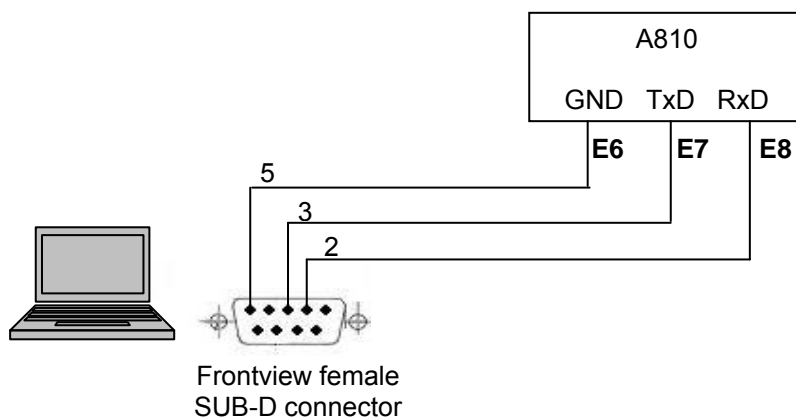 A810
GND TxD RxD
E6 E7 E8
5
3
2
Frontview female
SUB-D connector